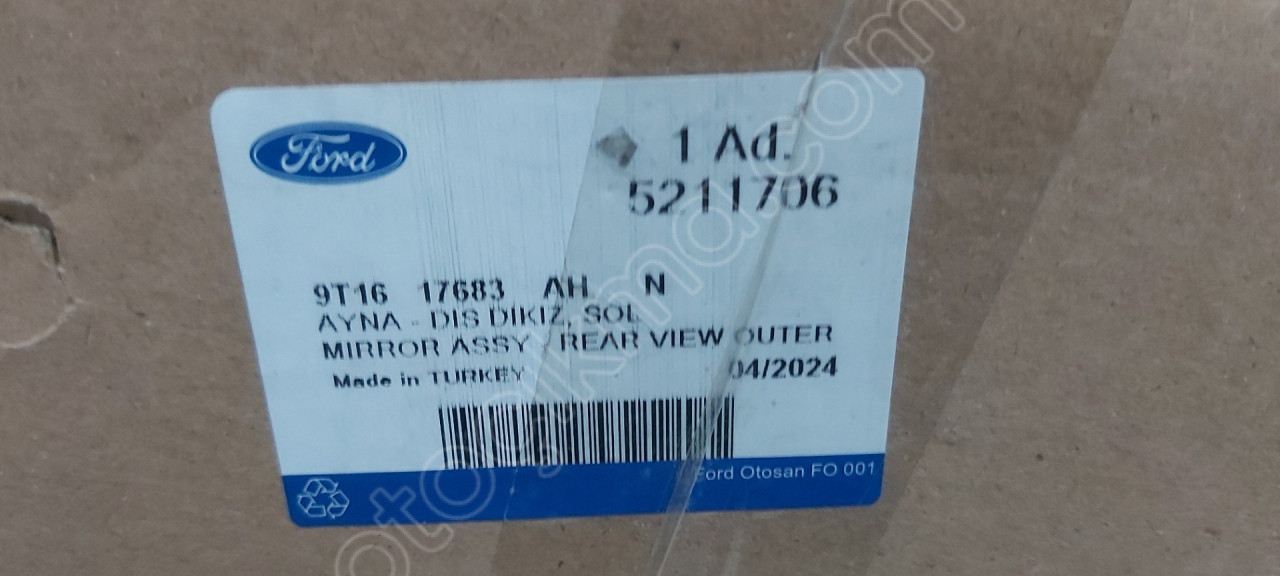 Ford
1 Ad.
5211706
9T16 17683 AH N
AYNA - DIS DIKIZ, SOL
MIRROR ASSY - REAR VIEW OUTER
Made in TURKEY
04/2024
Ford Otosan FO 001
otocikma.com